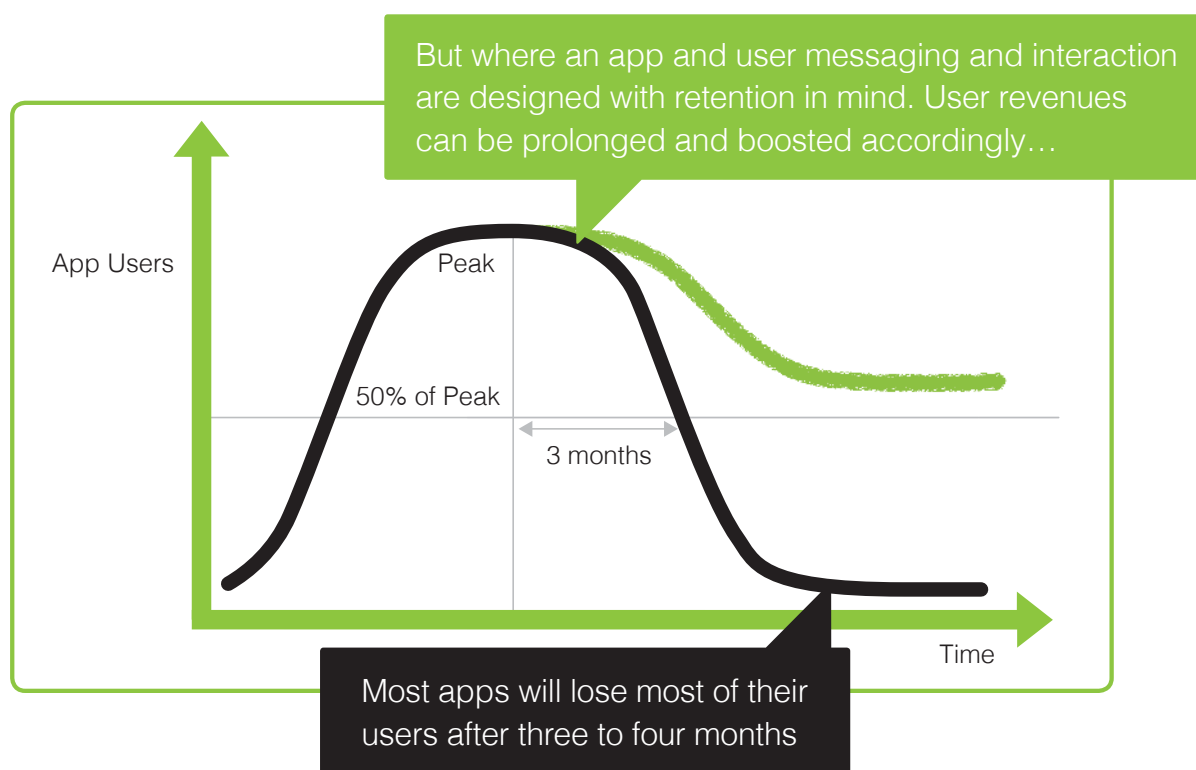 But where an app and user messaging and interaction
are designed with retention in mind. User revenues
can be prolonged and boosted accordingly…
App Users
Peak
50% of Peak
3 months
Time
Most apps will lose most of their
users after three to four months